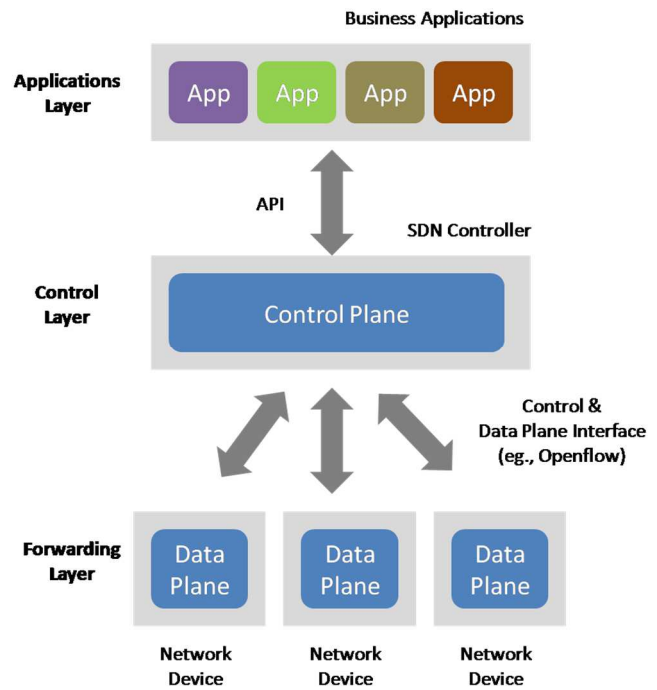 Business Applications
Applications
Layer
App App App App
API
SDN Controller
Control
Layer
Control Plane
Control &
Data Plane Interface
(eg., Openflow)
Forwarding
Layer
Data
Plane
Data
Plane
Data
Plane
Network
Device
Network
Device
Network
Device